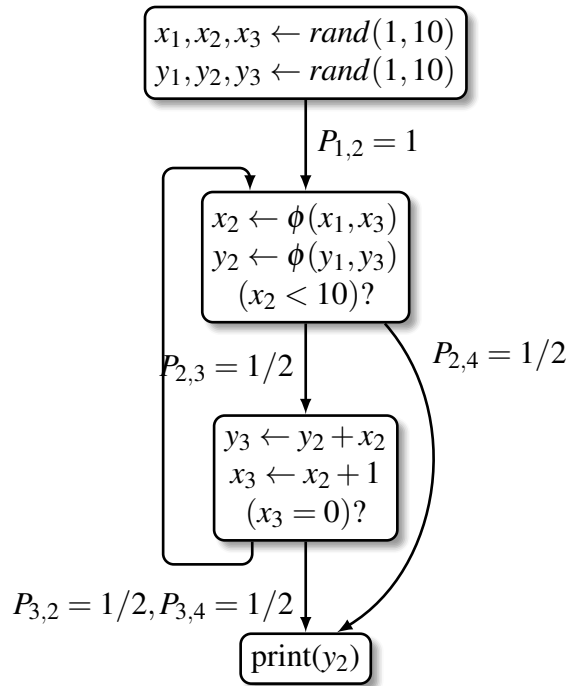 x₁, x₂, x₃ ← rand(1, 10)
y₁, y₂, y₃ ← rand(1, 10)
P₁,₂ = 1
x₂ ← ϕ(x₁, x₃)
y₂ ← ϕ(y₁, y₃)
(x₂ < 10)?
P₂,₃ = 1/2
P₂,₄ = 1/2
y₃ ← y₂ + x₂
x₃ ← x₂ + 1
(x₃ = 0)?
P₃,₂ = 1/2, P₃,₄ = 1/2
print(y₂)